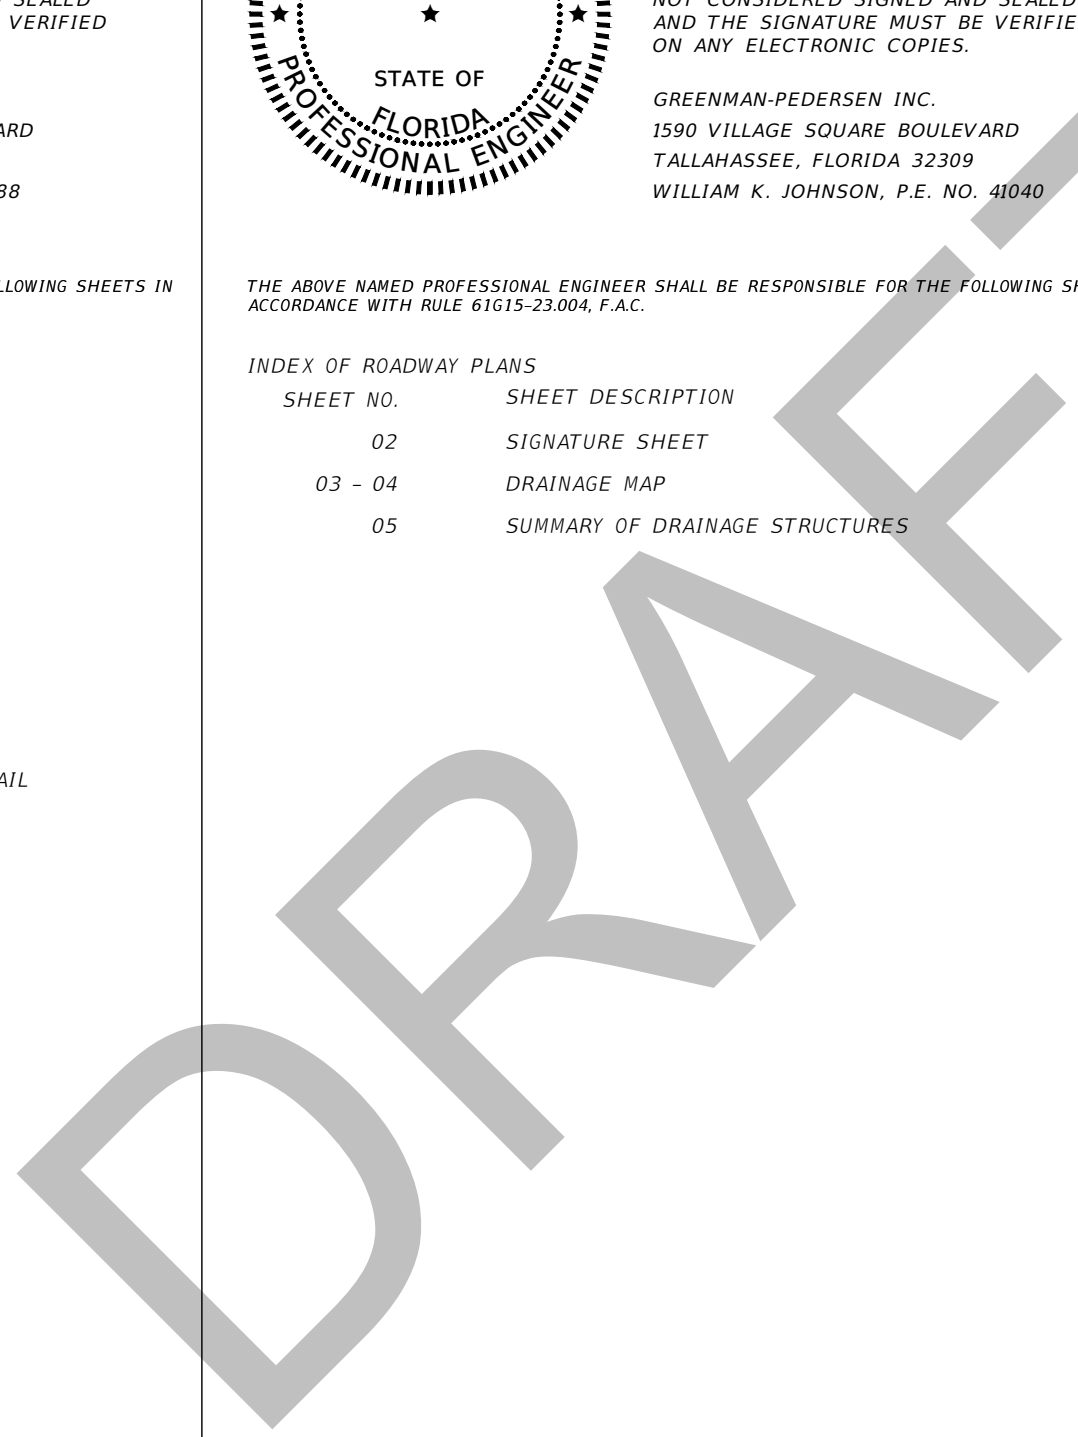 SEALED
VERIFIED
ARD
88
LLOWING SHEETS IN
AIL
STATE OF
FLORIDA
PROFESSIONAL ENGINEER
NOT CONSIDERED SIGNED AND SEALED
AND THE SIGNATURE MUST BE VERIFIE
ON ANY ELECTRONIC COPIES.
GREENMAN-PEDERSEN INC.
1590 VILLAGE SQUARE BOULEVARD
TALLAHASSEE, FLORIDA 32309
WILLIAM K. JOHNSON, P.E. NO. 41040
THE ABOVE NAMED PROFESSIONAL ENGINEER SHALL BE RESPONSIBLE FOR THE FOLLOWING SH
ACCORDANCE WITH RULE 61G15-23.004, F.A.C.
INDEX OF ROADWAY PLANS
SHEET NO. SHEET DESCRIPTION
02 SIGNATURE SHEET
03 - 04 DRAINAGE MAP
05 SUMMARY OF DRAINAGE STRUCTURES
DRAFT